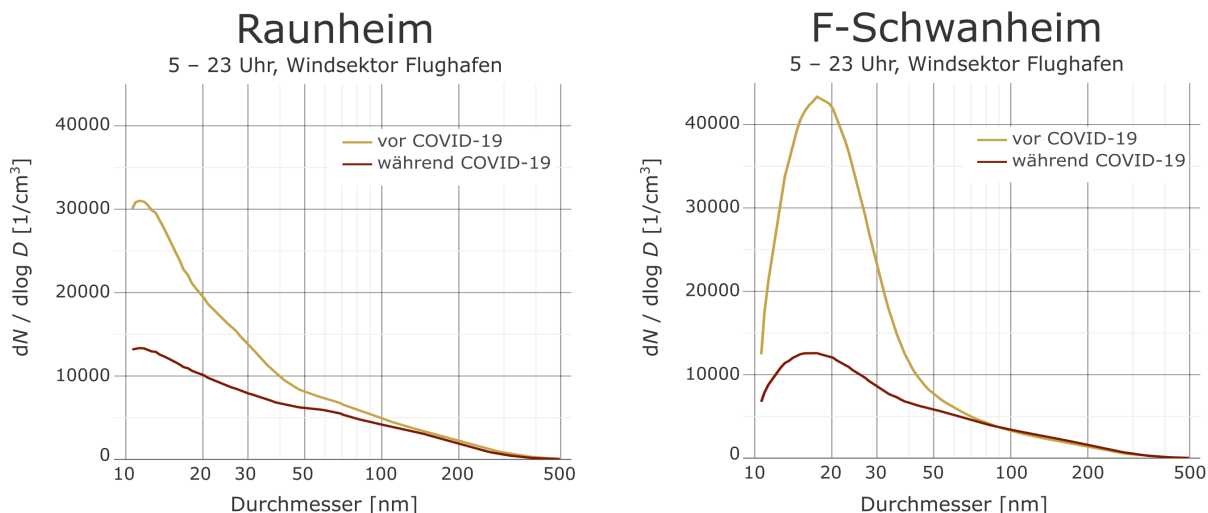 Raunheim
5 – 23 Uhr, Windsektor Flughafen
dN / dlog D [1/cm³]
40000
30000
20000
10000
0
vor COVID-19
während COVID-19
10 20 30 50 100 200 500
Durchmesser [nm]
F-Schwanheim
5 – 23 Uhr, Windsektor Flughafen
dN / dlog D [1/cm³]
40000
30000
20000
10000
0
vor COVID-19
während COVID-19
10 20 30 50 100 200 500
Durchmesser [nm]